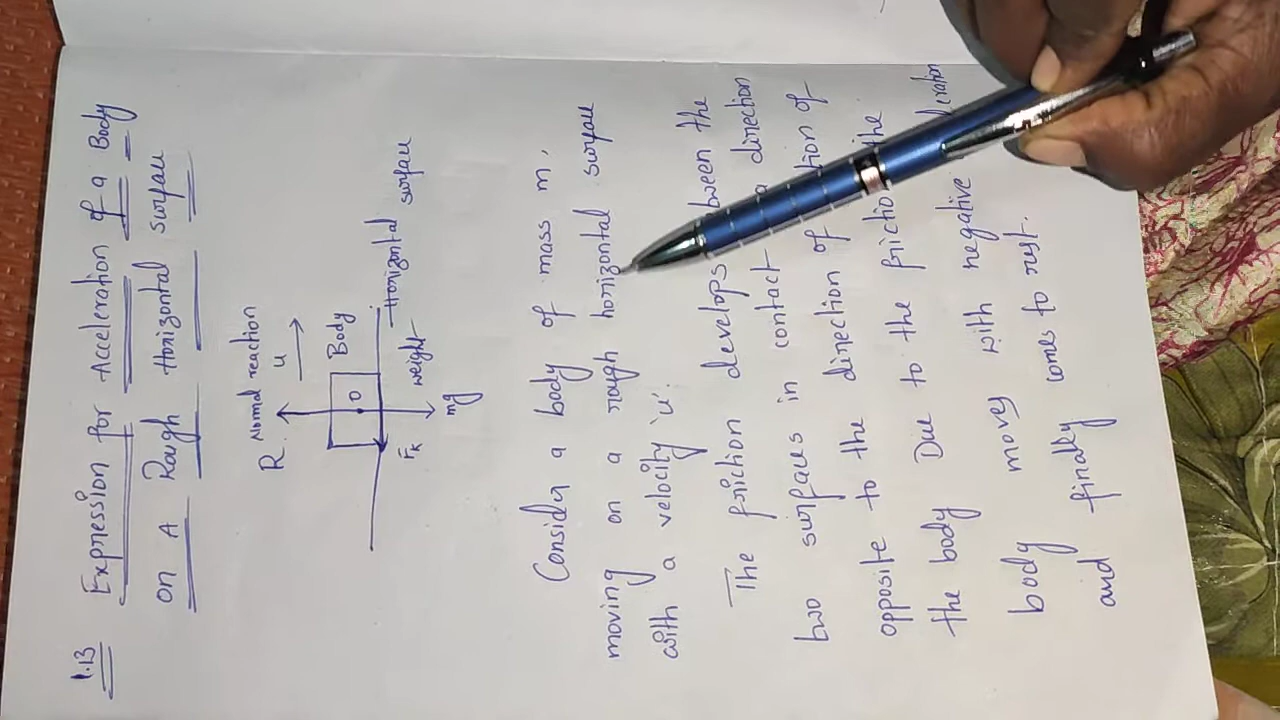 1.13 Expression for Acceleration of a Body
on A Rough Horizontal surface
R. Normal reaction
u
O Body
Horizontal surface
Fk weight
mg
Consider a body of mass m.
moving on a rough horizontal surface
with a velocity 'u'.
The friction develops between the
two surfaces in contact a direction
opposite to the direction of of
the body Due to the friction the
body moves with negative
and finally comes to rest.